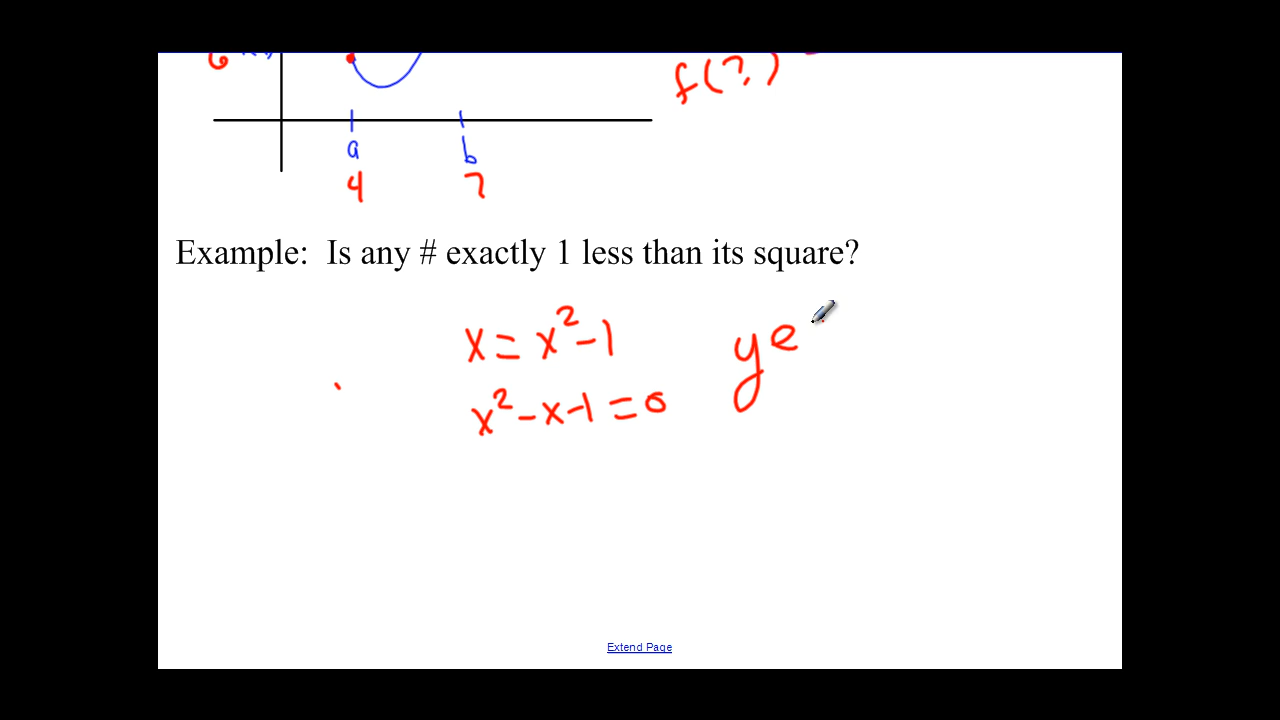 6
f(?)
a
b
4
7
Example: Is any # exactly 1 less than its square?
x = x²-1
ye
x²-x-1=0
Extend Page